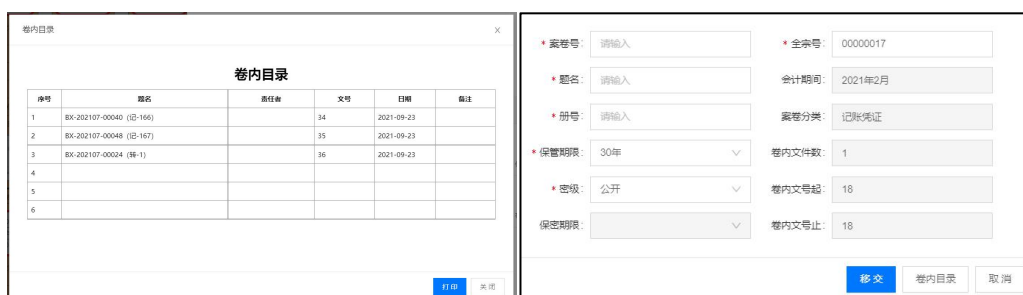 卷内目录 X
卷内目录
序号 题名 责任者 文号 日期 备注
1 BX-202107-00040 (记-166) 34 2021-09-23
2 BX-202107-00048 (记-167) 35 2021-09-23
3 BX-202107-00024 (转-1) 36 2021-09-23
4
5
6
打印 关闭
* 案卷号: 请输入 * 全宗号: 00000017
* 题名: 请输入 会计期间: 2021年2月
* 册号: 请输入 案卷分类: 记账凭证
* 保管期限: 30年 卷内文件数: 1
* 密级: 公开 卷内文号起: 18
保密期限: 卷内文号止: 18
移交 卷内目录 取消